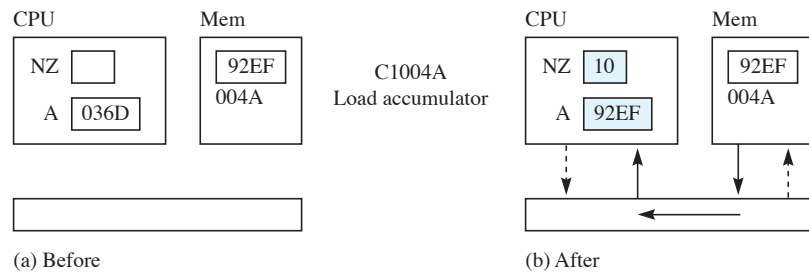 CPU
Mem
NZ
A 036D
92EF
004A
C1004A
Load accumulator
CPU
Mem
NZ 10
A 92EF
92EF
004A
(a) Before
(b) After